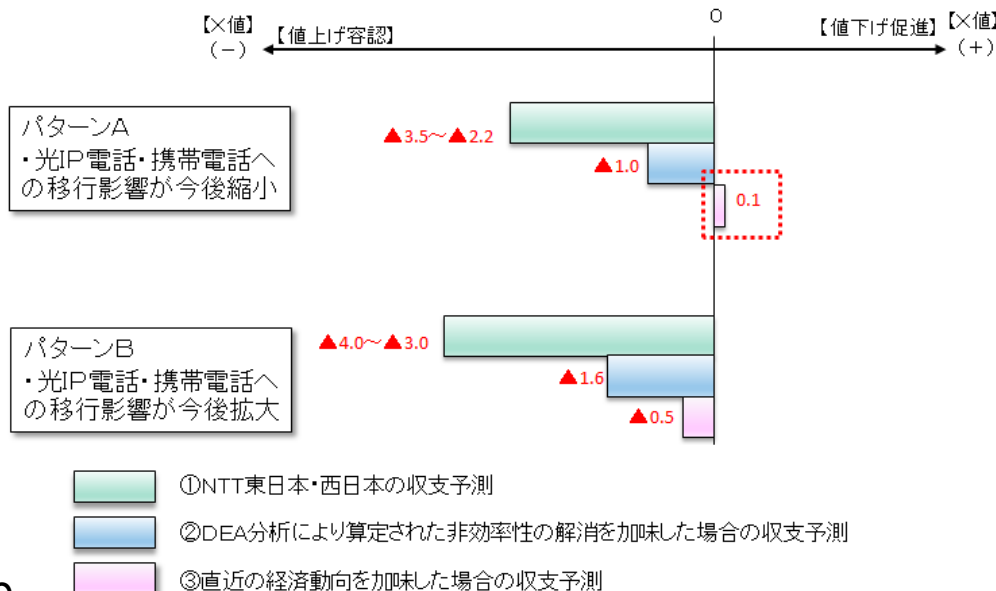 【X値】
(－)
【値上げ容認】
0
【値下げ促進】
【X値】
(＋)
パターンA
・光IP電話・携帯電話へ
の移行影響が今後縮小
▲3.5～▲2.2
▲1.0
0.1
パターンB
・光IP電話・携帯電話へ
の移行影響が今後拡大
▲4.0～▲3.0
▲1.6
▲0.5
①NTT東日本・西日本の収支予測
②DEA分析により算定された非効率性の解消を加味した場合の収支予測
③直近の経済動向を加味した場合の収支予測